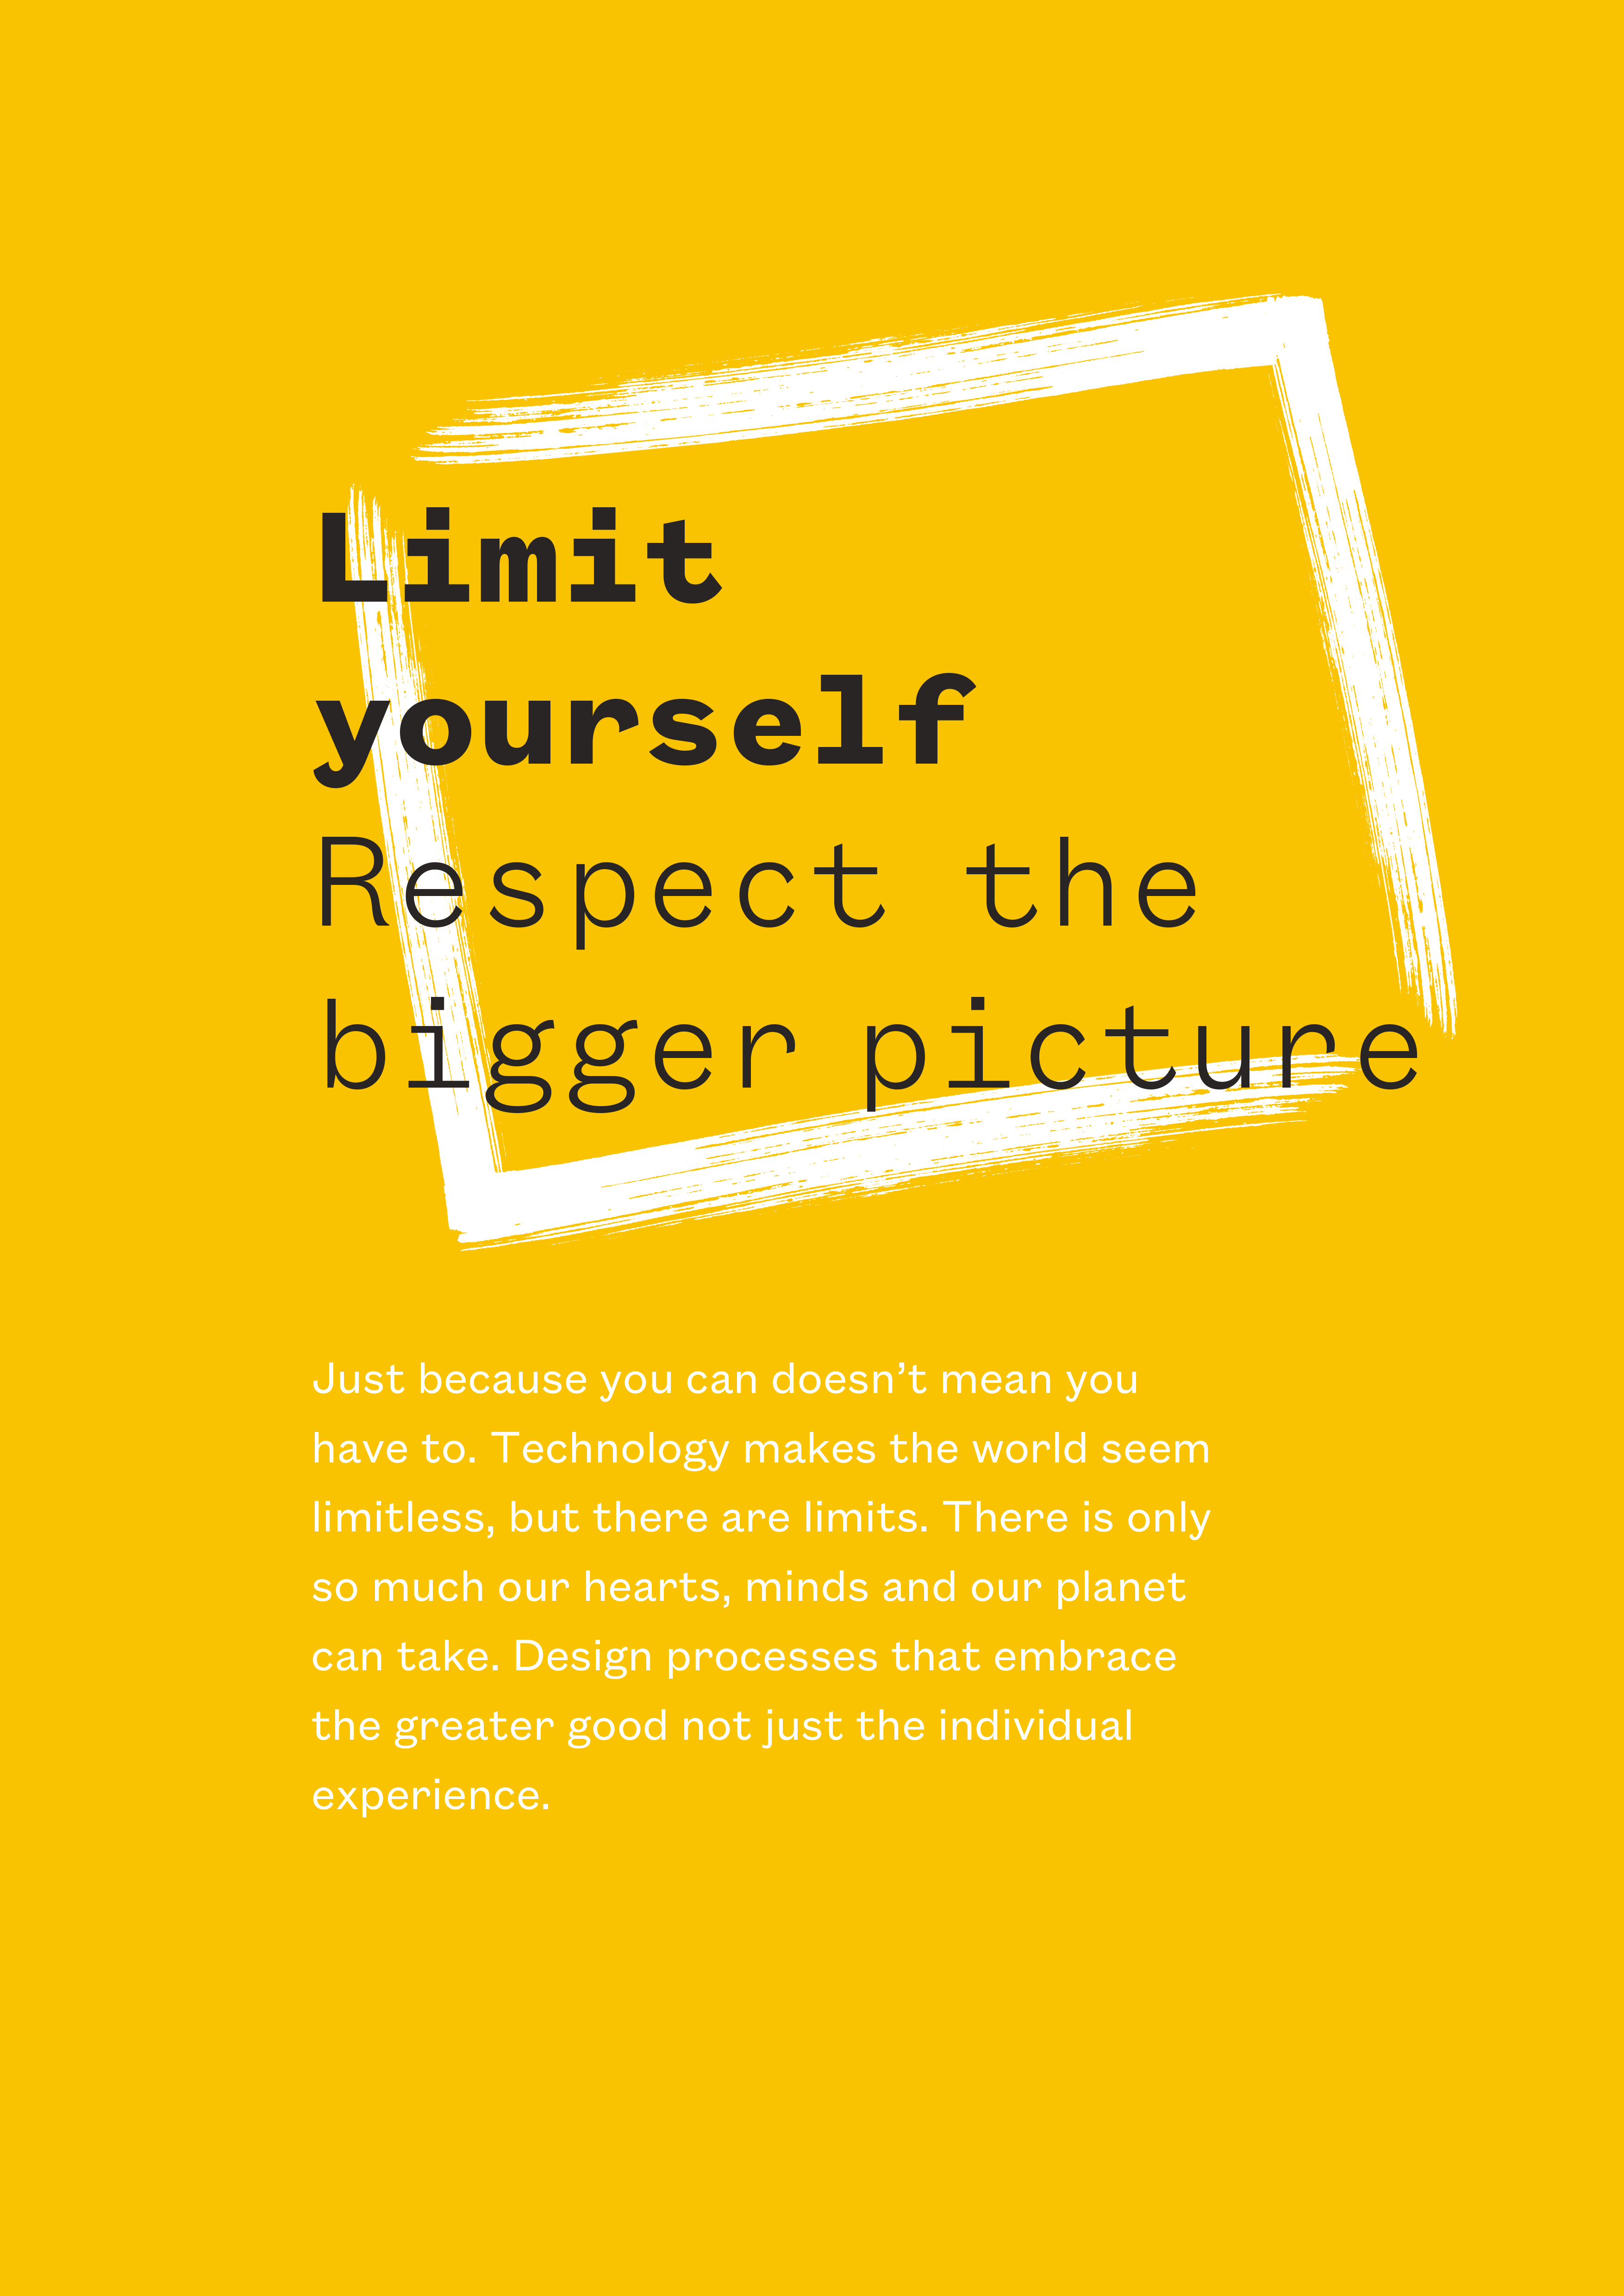 Limit
yourself
Respect the
bigger picture
Just because you can doesn’t mean you
have to. Technology makes the world seem
limitless, but there are limits. There is only
so much our hearts, minds and our planet
can take. Design processes that embrace
the greater good not just the individual
experience.